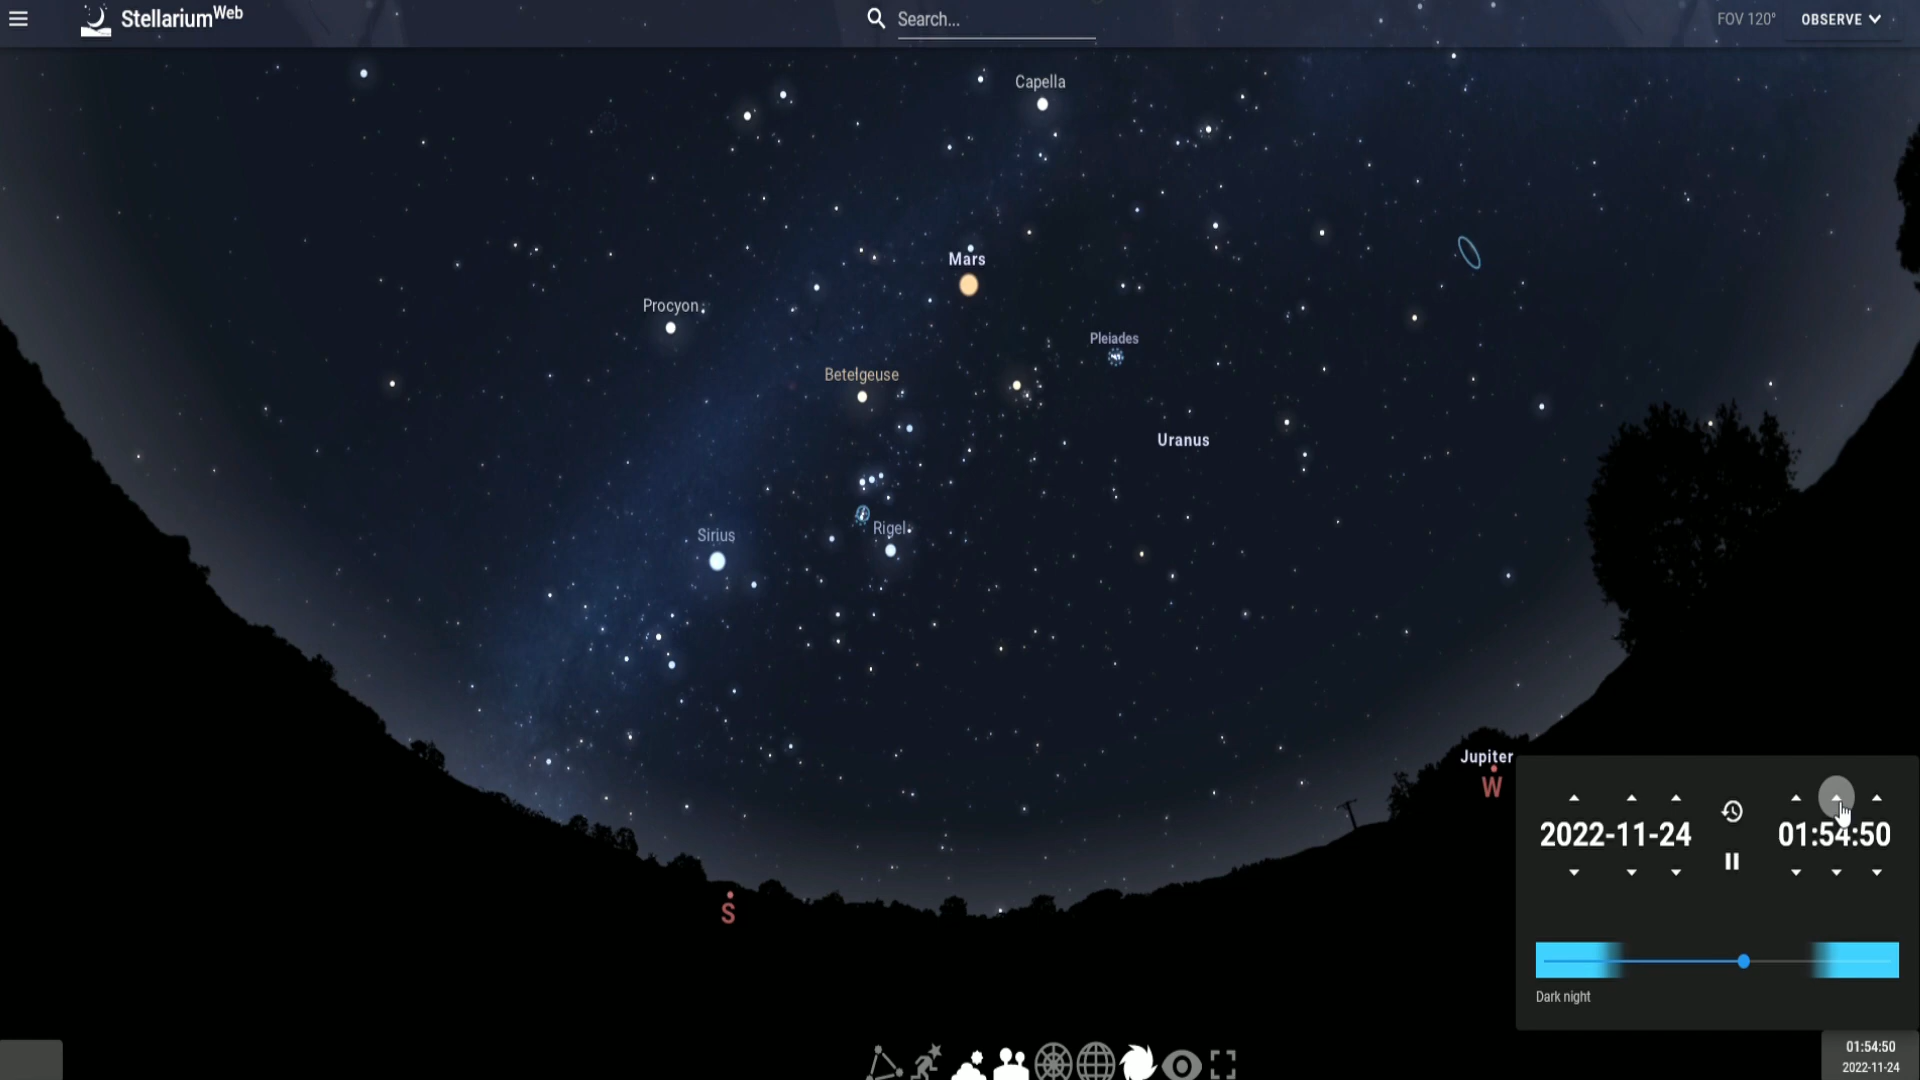 StellariumWeb
Search...
FOV 120°
OBSERVE
Capella
Mars
Procyon
Pleiades
Betelgeuse
Uranus
Rigel
Sirius
Jupiter
W
2022-11-24
01:54:50
S
Dark night
01:54:50
2022-11-24